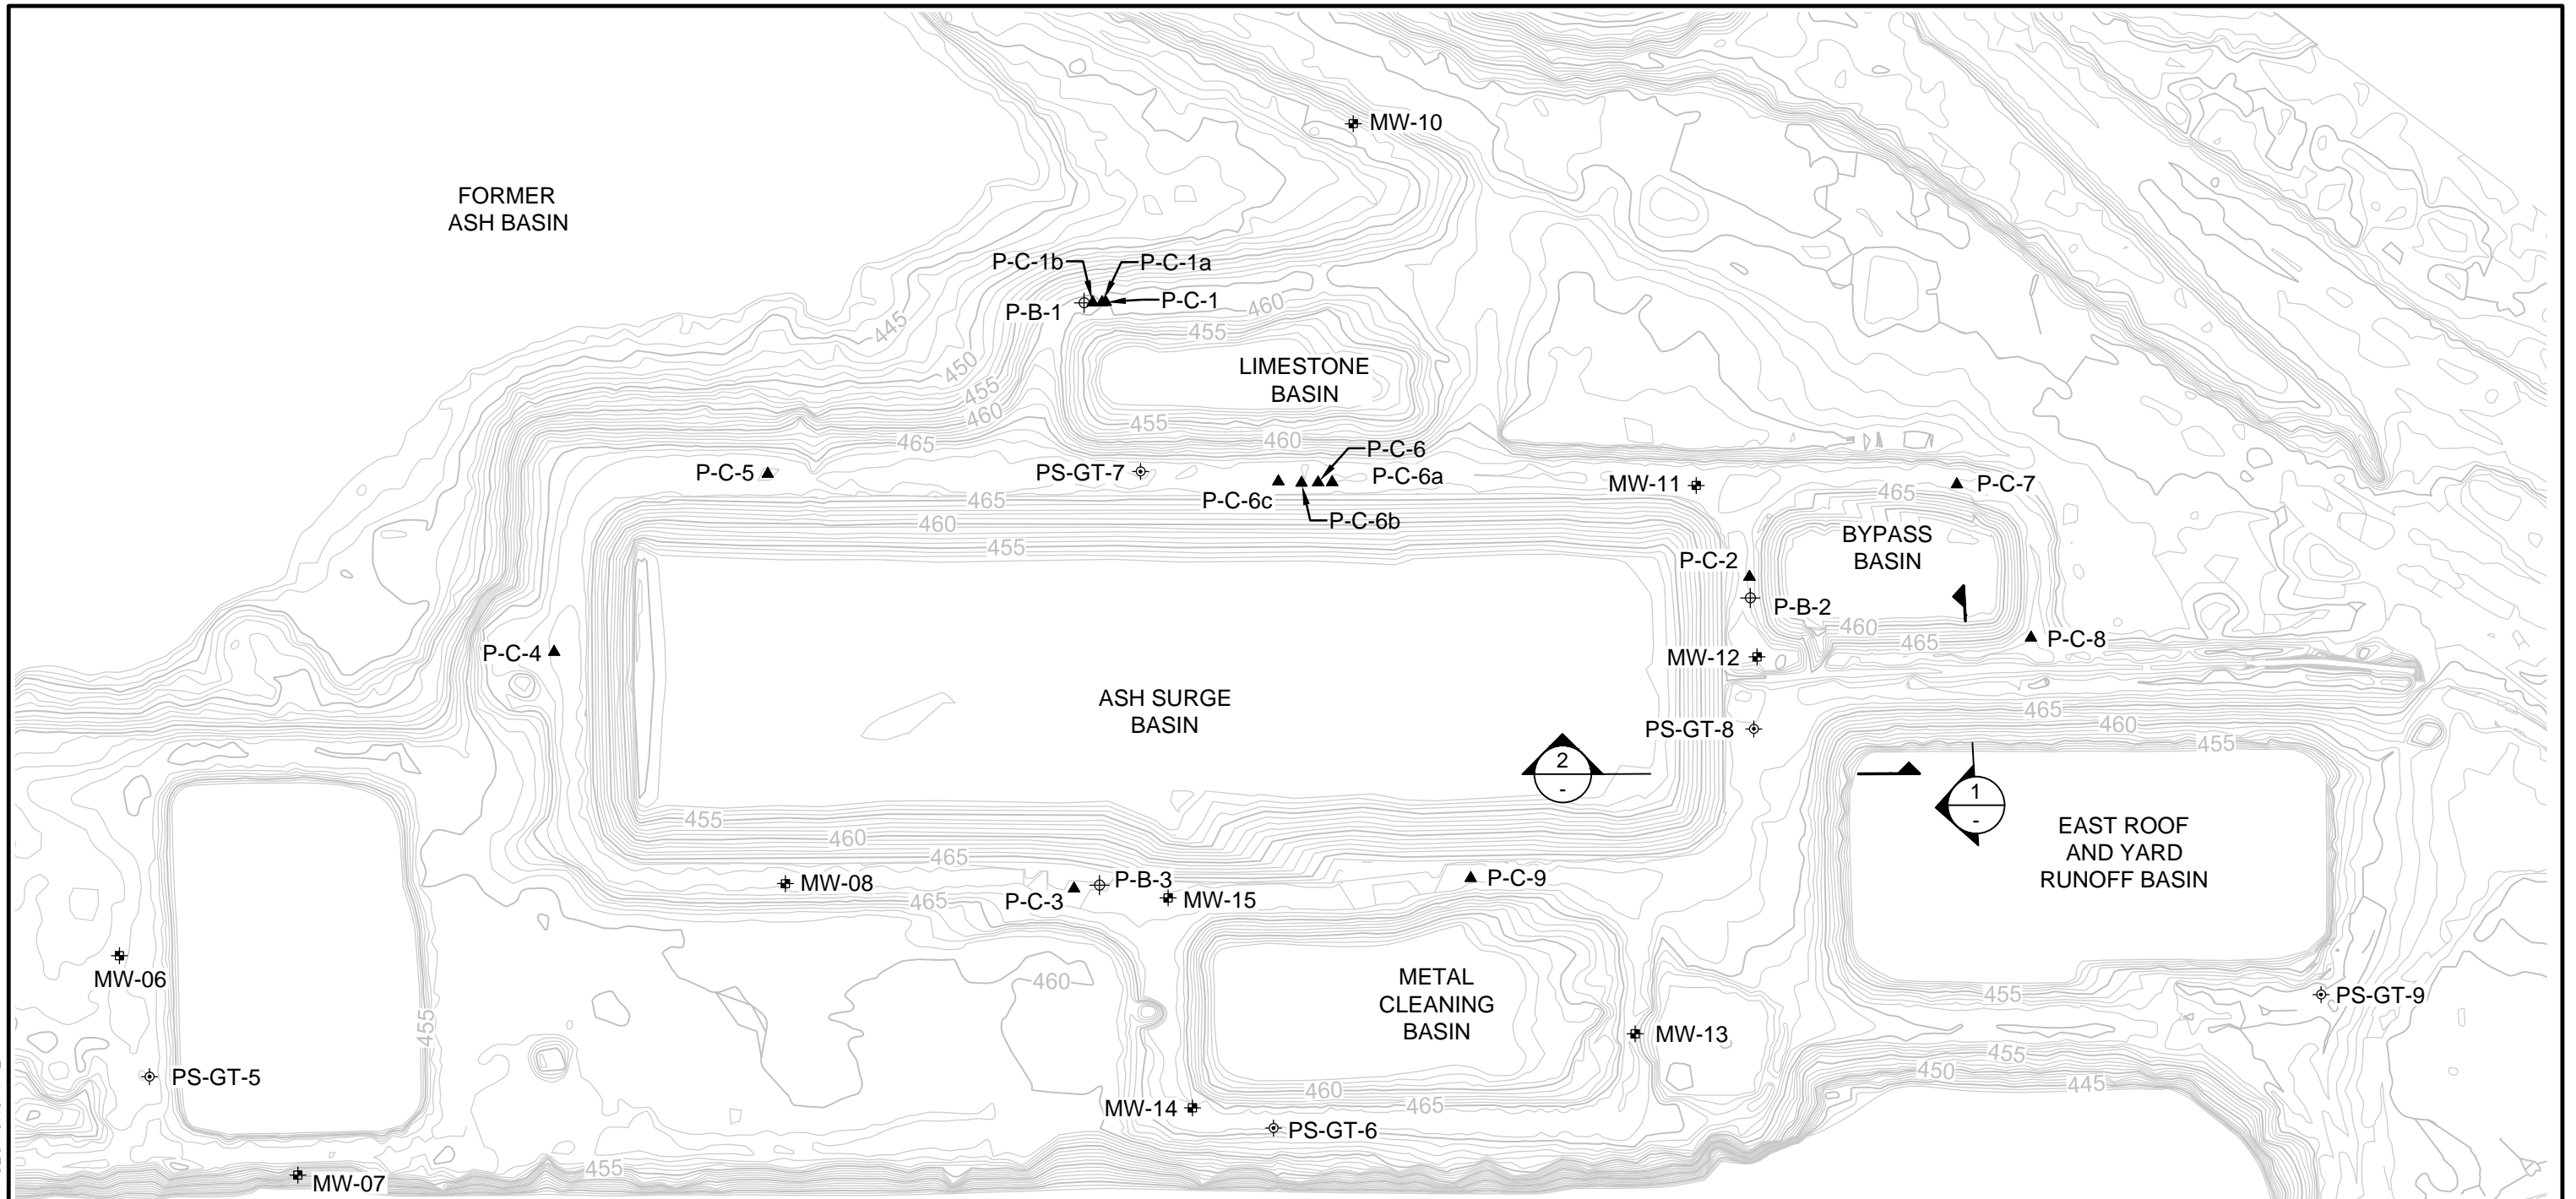 MW-10
FORMER
ASH BASIN
P-C-1b
P-C-1a
P-B-1
P-C-1
460
445
455
LIMESTONE
BASIN
450
455
460
455
465
460
P-C-5
PS-GT-7
P-C-6
P-C-6a
P-C-6c
P-C-6b
MW-11
P-C-7
465
465
460
455
BYPASS
BASIN
P-C-2
P-B-2
460
465
P-C-8
P-C-4
MW-12
ASH SURGE
BASIN
PS-GT-8
465
460
455
2
-
1
-
455
460
465
EAST ROOF
AND YARD
RUNOFF BASIN
MW-08
P-C-3
P-B-3
MW-15
P-C-9
465
MW-06
460
METAL
CLEANING
BASIN
455
PS-GT-9
455
MW-13
PS-GT-5
455
450
445
460
465
MW-14
PS-GT-6
455
MW-07